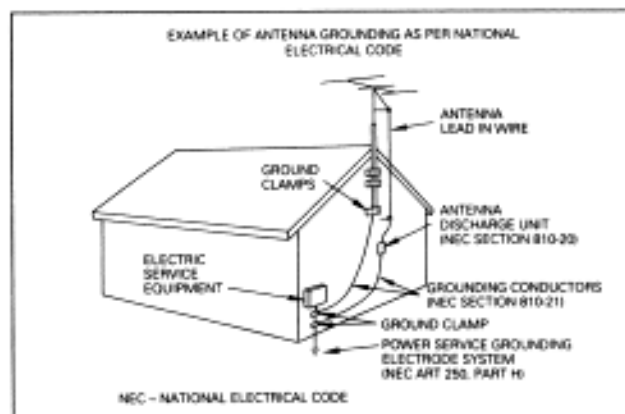 EXAMPLE OF ANTENNA GROUNDING AS PER NATIONAL
ELECTRICAL CODE
ANTENNA
LEAD IN WIRE
GROUND
CLAMPS
ANTENNA
DISCHARGE UNIT
(NEC SECTION 810-20)
ELECTRIC
SERVICE
EQUIPMENT
GROUNDING CONDUCTORS
(NEC SECTION 810-21)
GROUND CLAMP
POWER SERVICE GROUNDING
ELECTRODE SYSTEM
(NEC ART 250, PART H)
NEC – NATIONAL ELECTRICAL CODE